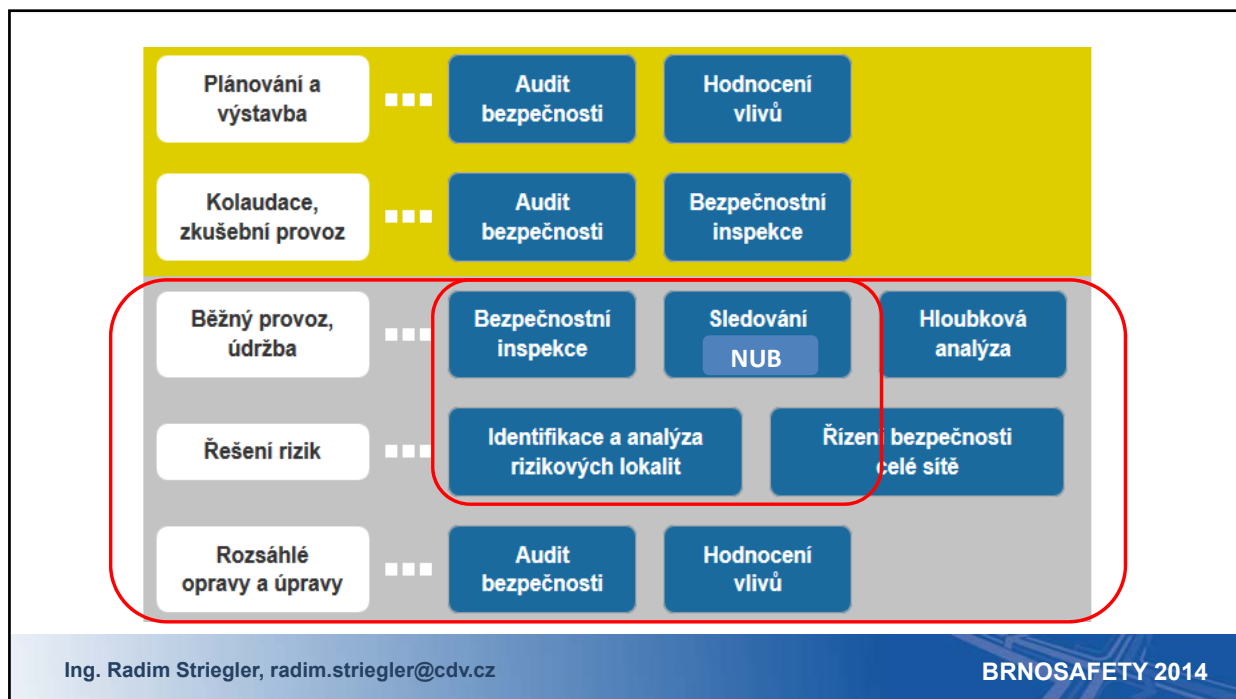 Plánování a
výstavba
Audit
bezpečnosti
Hodnocení
vlivů
Kolaudace,
zkušební provoz
Audit
bezpečnosti
Bezpečnostní
inspekce
Běžný provoz,
údržba
Bezpečnostní
inspekce
Sledování
NUB
Hloubková
analýza
Řešení rizik
Identifikace a analýza
rizikových lokalit
Řízení bezpečnosti
celé sítě
Rozsáhlé
opravy a úpravy
Audit
bezpečnosti
Hodnocení
vlivů
Ing. Radim Striegler, radim.striegler@cdv.cz
BRNOSAFETY 2014